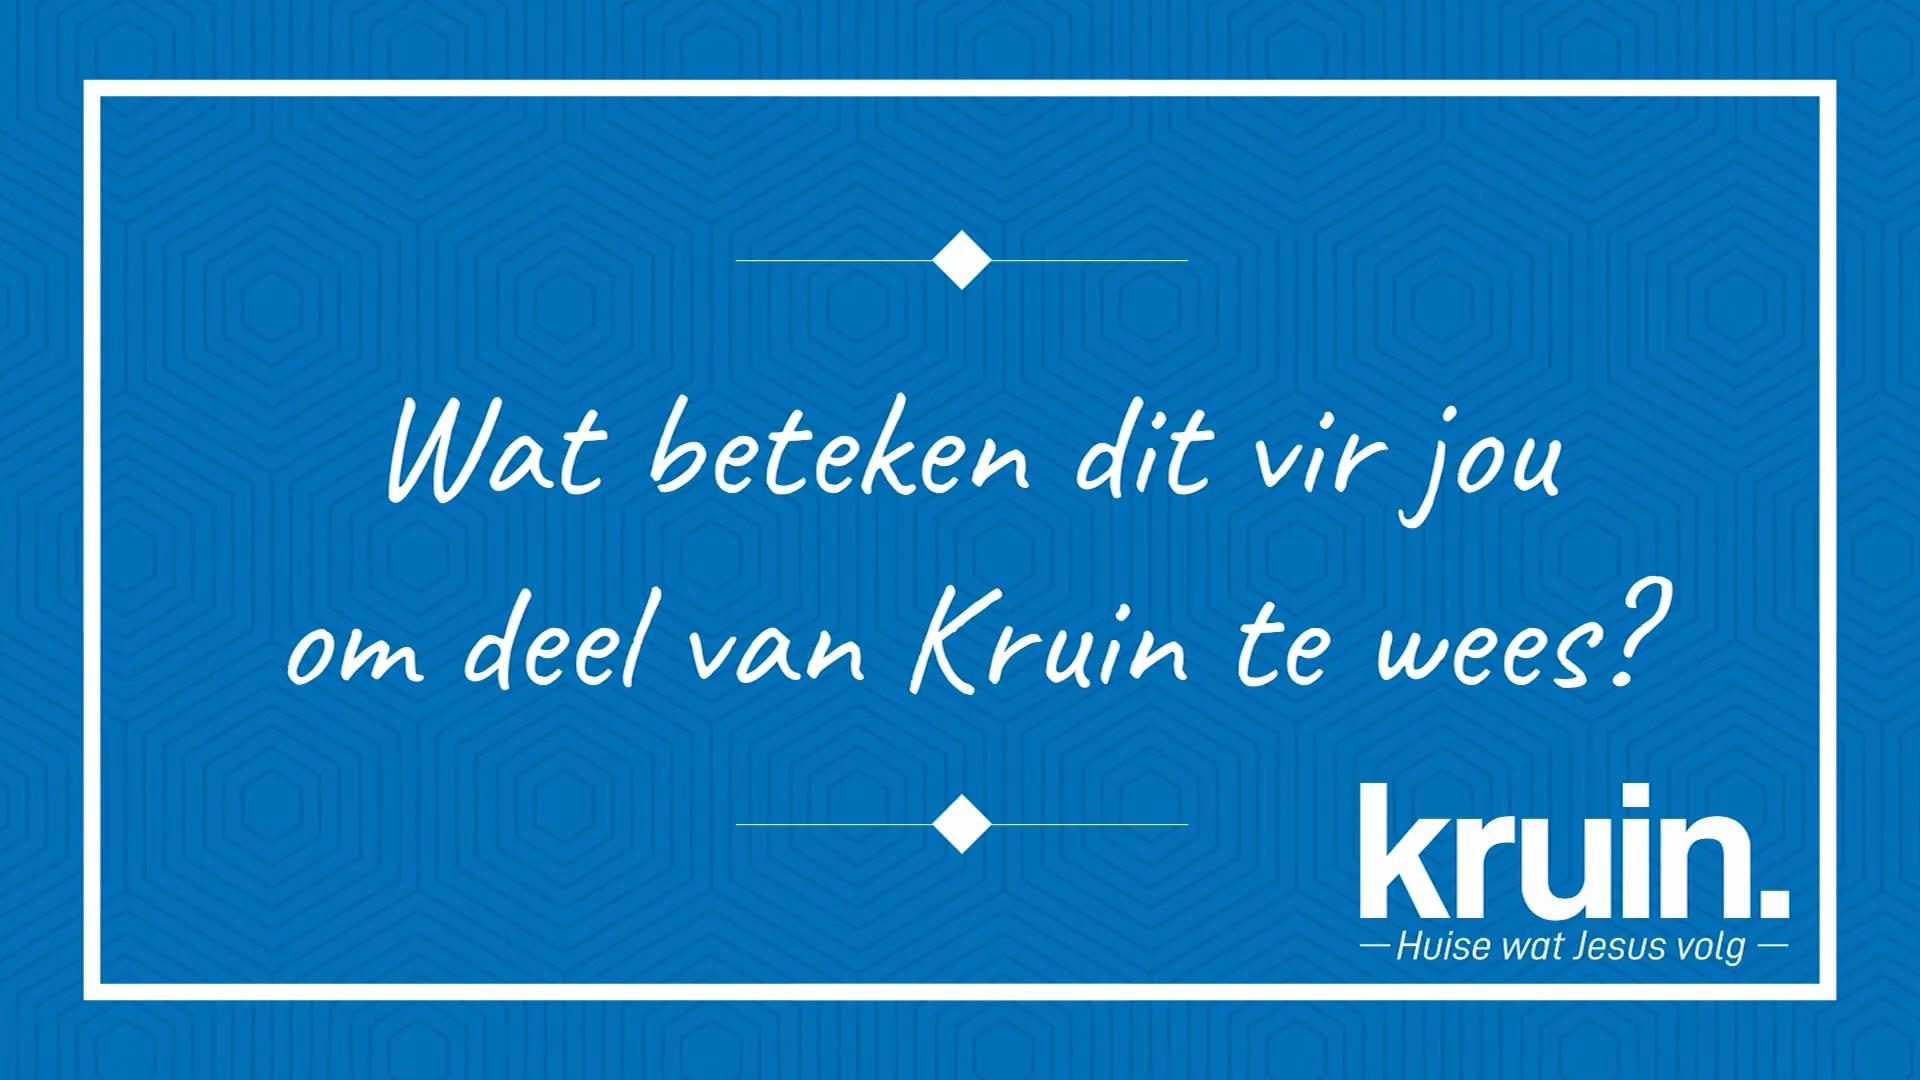 Wat beteken dit vir jou
om deel van Kruin te wees?
kruin.
Huise wat Jesus volg